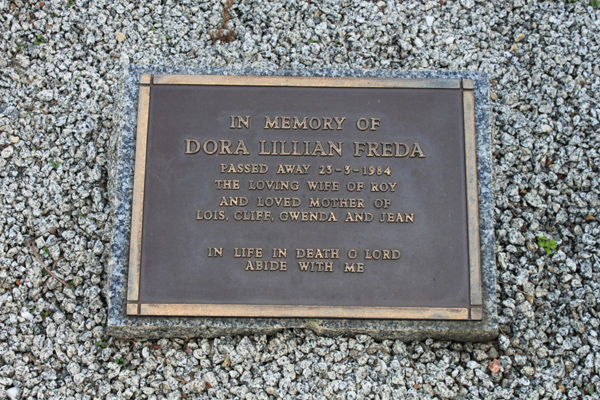 IN MEMORY OF
DORA LILLIAN FREDA
PASSED AWAY 23-3-1984
THE LOVING WIFE OF ROY
AND LOVED MOTHER OF
LOIS, CLIFF, GWENDA AND JEAN
IN LIFE IN DEATH O LORD
ABIDE WITH ME